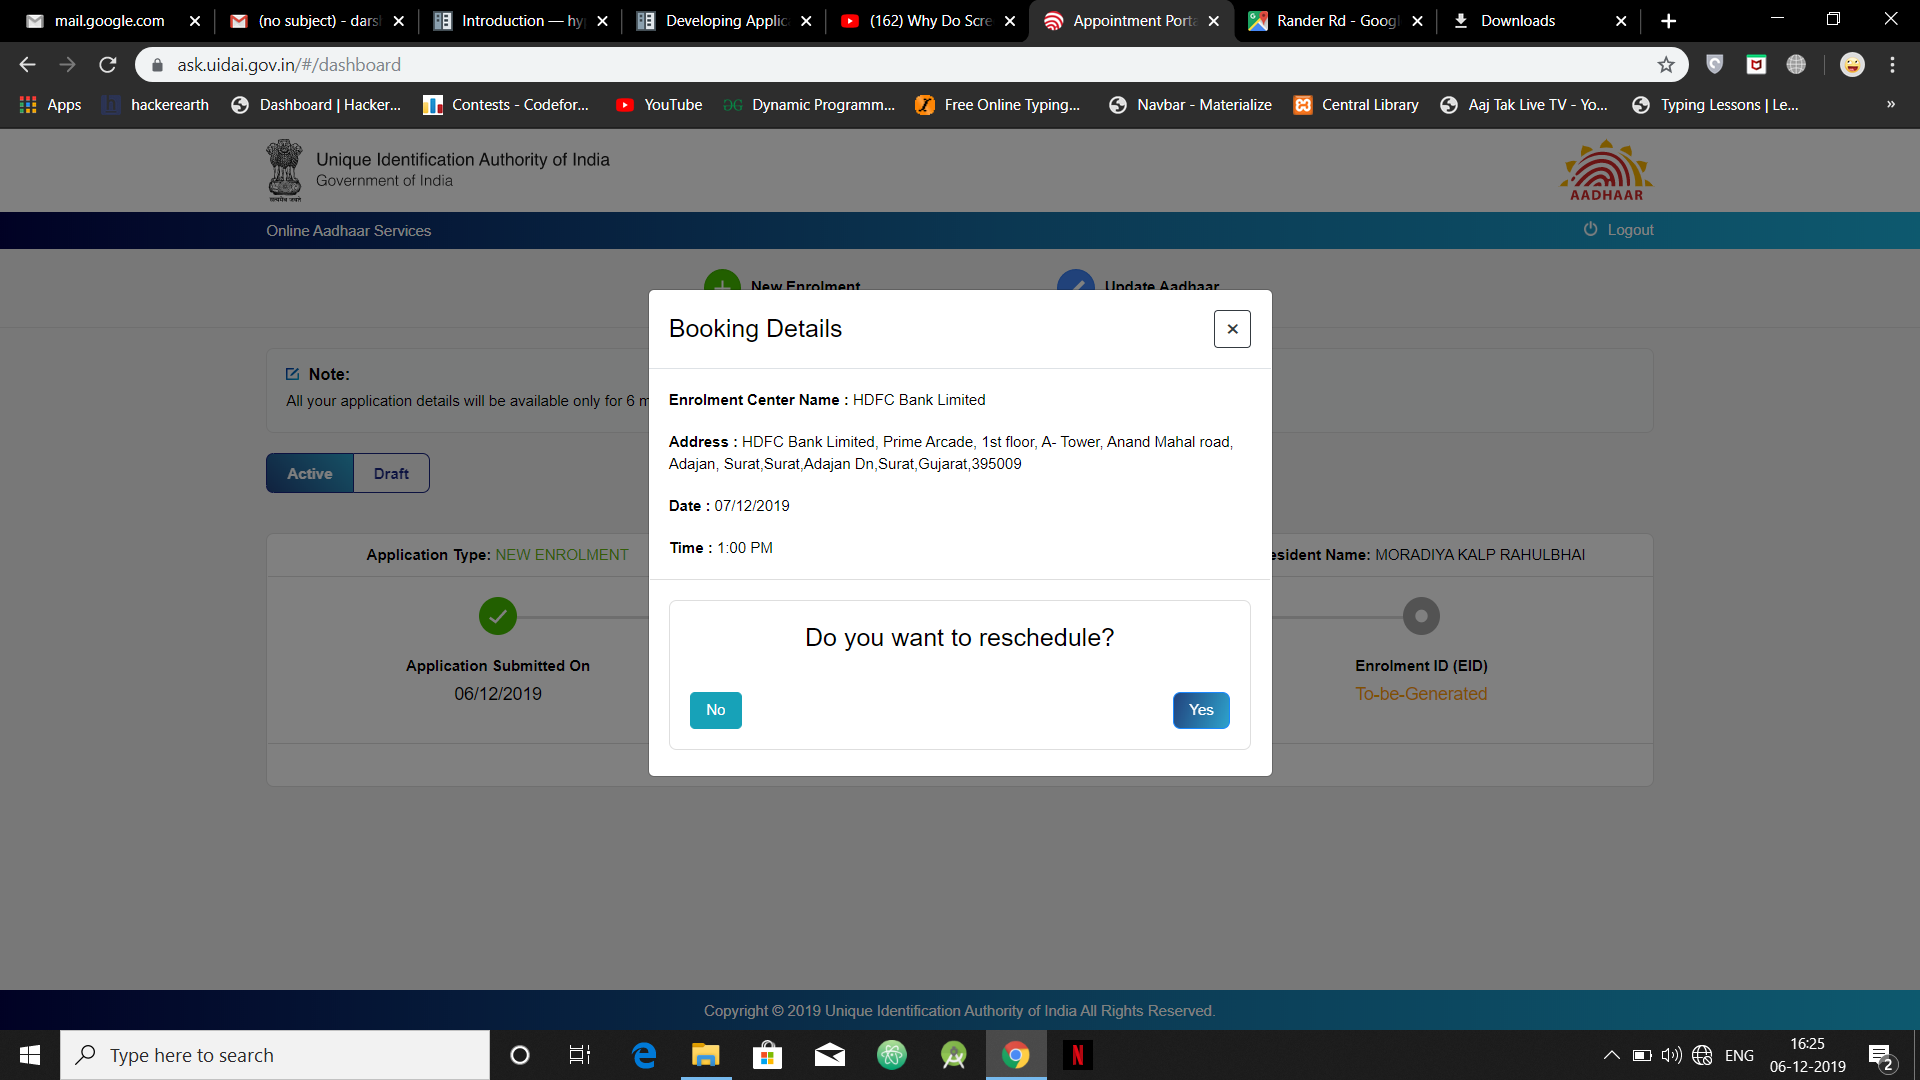 mail.google.com
(no subject) - dars
Introduction — hy
Developing Applic
(162) Why Do Scre
Appointment Porta
Rander Rd - Googl
Downloads
ask.uidai.gov.in/#/dashboard
Apps
hackerearth
Dashboard | Hacker...
Contests - Codefor...
YouTube
Dynamic Programm...
Free Online Typing...
Navbar - Materialize
Central Library
Aaj Tak Live TV - Yo...
Typing Lessons | Le...
»
Unique Identification Authority of India
Government of India
सत्यमेव जयते
AADHAAR
Online Aadhaar Services
Logout
New Enrolment
Update Aadhaar
Booking Details
Note:
All your application details will be available only for 6 m
Enrolment Center Name : HDFC Bank Limited
Address : HDFC Bank Limited, Prime Arcade, 1st floor, A- Tower, Anand Mahal road,
Adajan, Surat,Surat,Adajan Dn,Surat,Gujarat,395009
Active
Draft
Date : 07/12/2019
Time : 1:00 PM
Application Type: NEW ENROLMENT
esident Name: MORADIYA KALP RAHULBHAI
Do you want to reschedule?
Application Submitted On
06/12/2019
Enrolment ID (EID)
To-be-Generated
No
Yes
Copyright © 2019 Unique Identification Authority of India All Rights Reserved.
Type here to search
ENG
16:25
06-12-2019
2